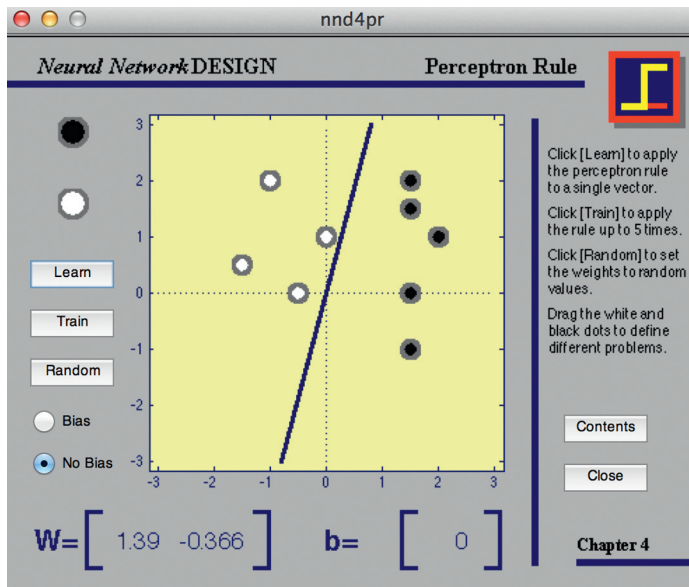 nnd4pr
Neural Network DESIGN
Perceptron Rule
Click [Learn] to apply
the perceptron rule
to a single vector.
Click [Train] to apply
the rule up to 5 times.
Click [Random] to set
the weights to random
values.
Drag the white and
black dots to define
different problems.
Learn
Train
Random
Bias
No Bias
3
2
1
0
-1
-2
-3
-3 -2 -1 0 1 2 3
Contents
Close
W= [ 1.39 -0.366 ] b= [ 0 ]
Chapter 4